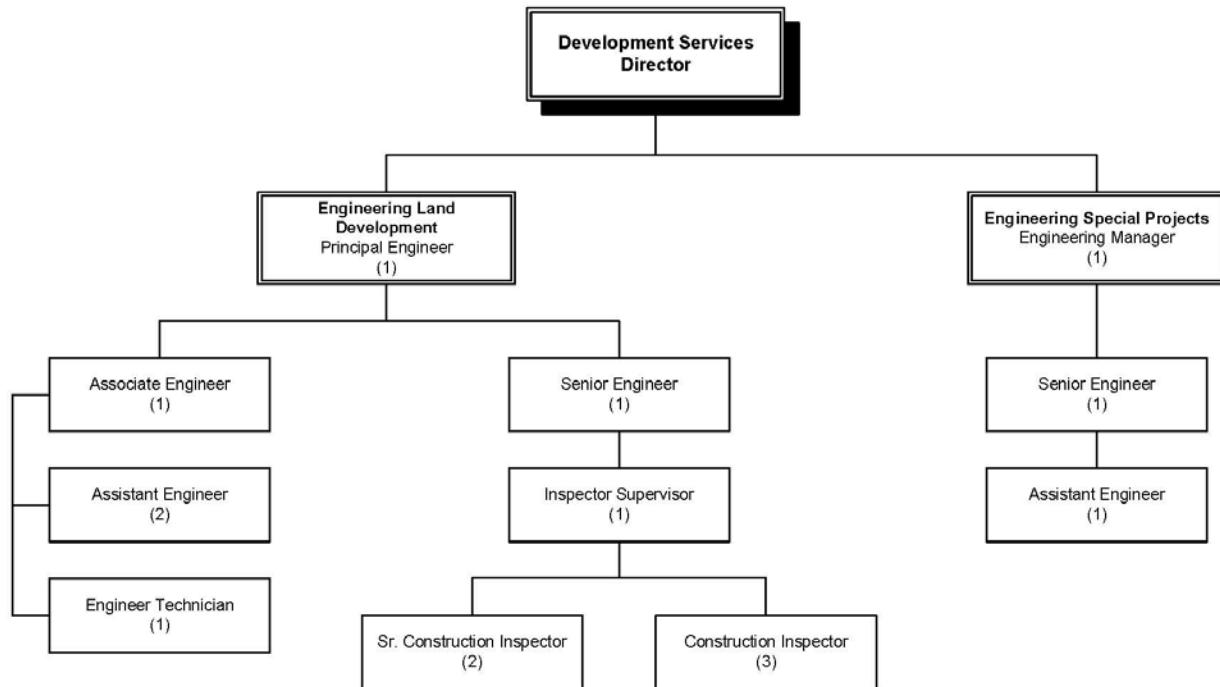 Development Services
Director
Engineering Land
Development
Principal Engineer
(1)
Engineering Special Projects
Engineering Manager
(1)
Associate Engineer
(1)
Senior Engineer
(1)
Senior Engineer
(1)
Assistant Engineer
(2)
Inspector Supervisor
(1)
Assistant Engineer
(1)
Engineer Technician
(1)
Sr. Construction Inspector
(2)
Construction Inspector
(3)